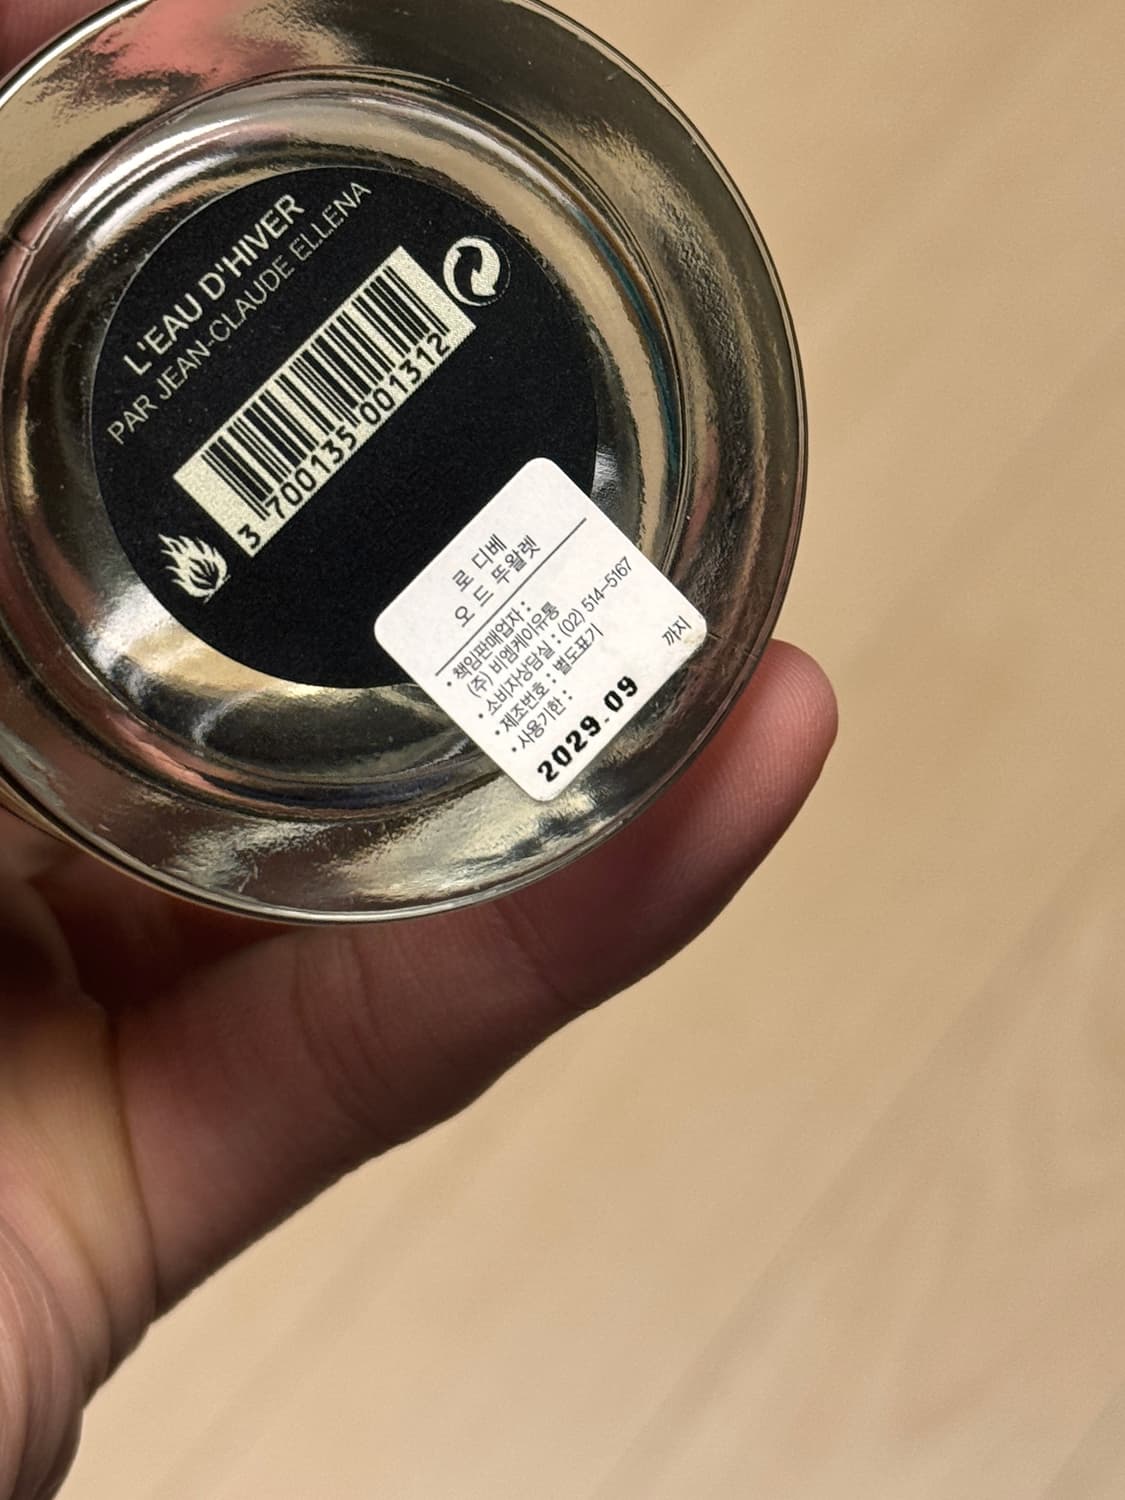 L'EAU D'HIVER
PAR JEAN-CLAUDE ELLENA
3 700135 001312
로 디베
오 드 뚜왈렛
• 책임판매업자 :
(주) 비엠케이유통
• 소비자상담실 : (02) 514-5167
• 제조번호 : 별도표기
• 사용기한 :
2029.09 까지